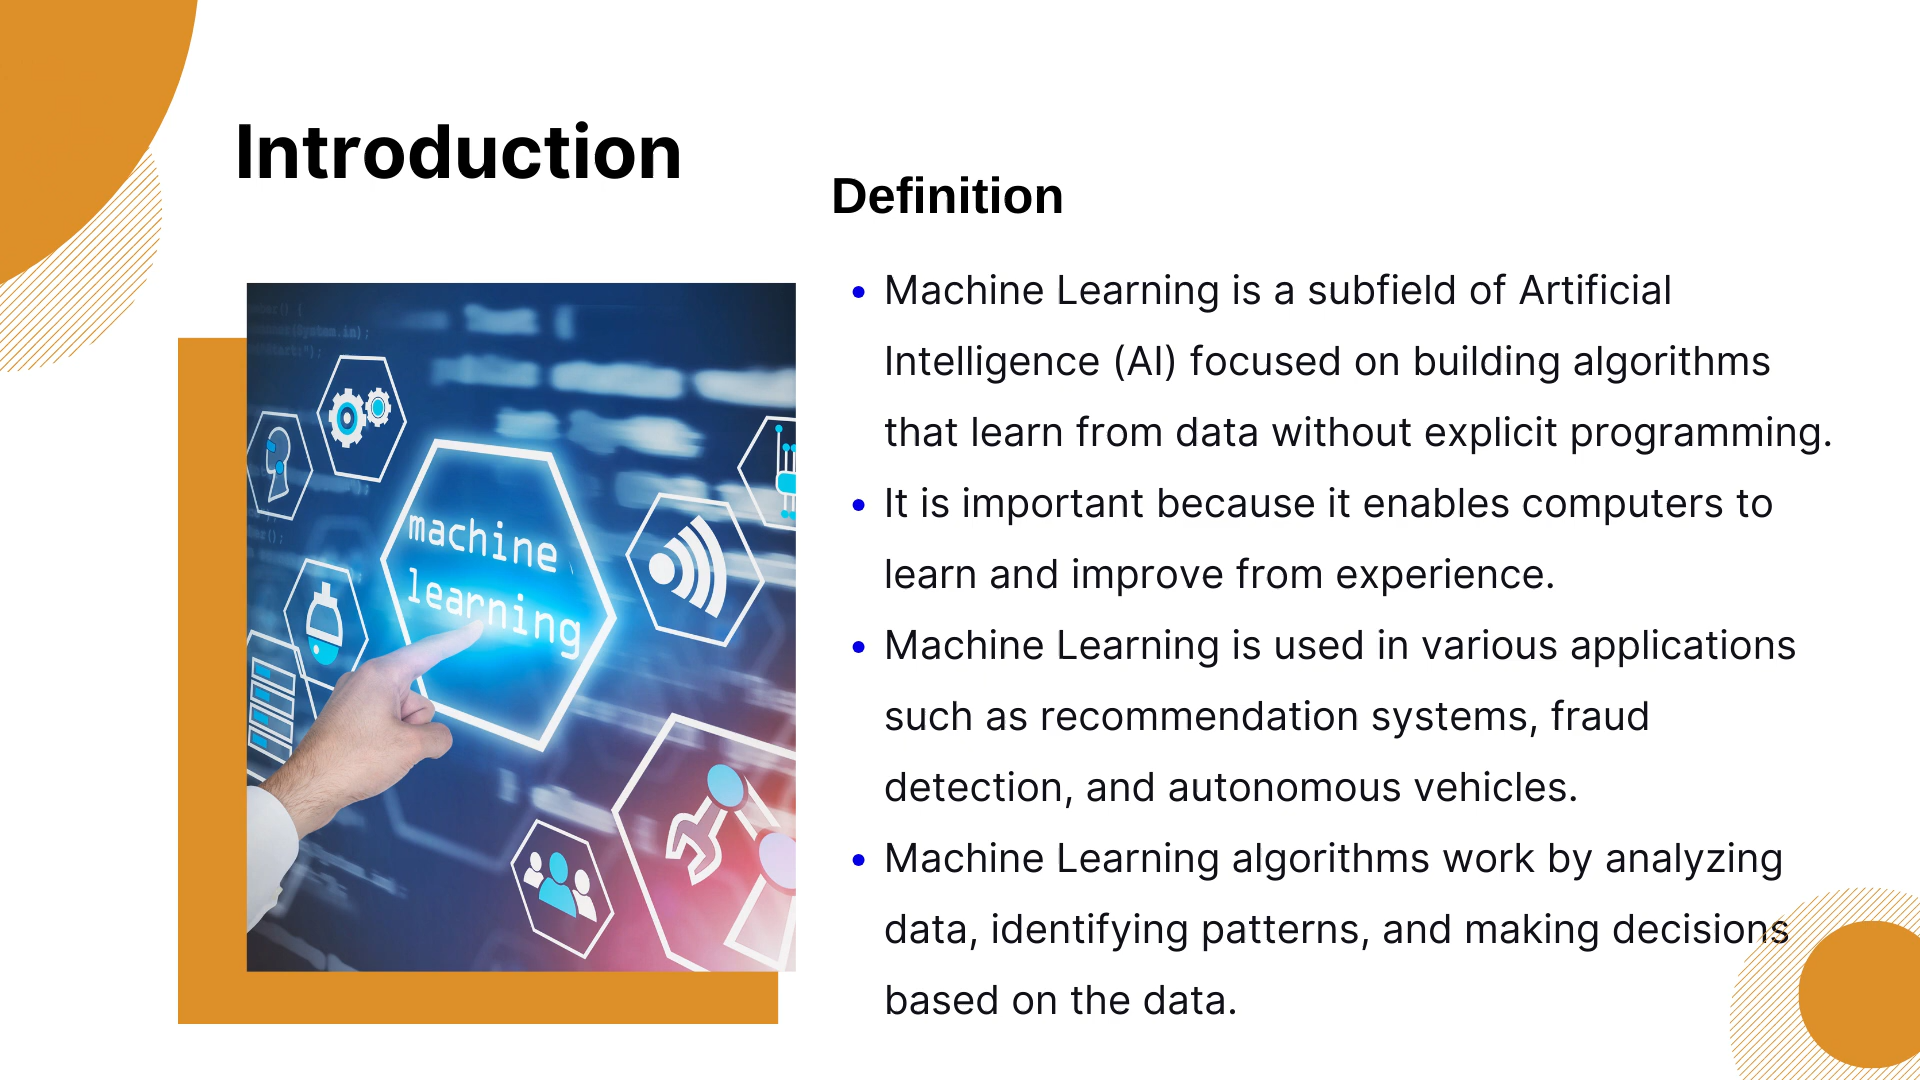 Introduction
Definition
• Machine Learning is a subfield of Artificial
Intelligence (AI) focused on building algorithms
that learn from data without explicit programming.
• It is important because it enables computers to
learn and improve from experience.
• Machine Learning is used in various applications
such as recommendation systems, fraud
detection, and autonomous vehicles.
• Machine Learning algorithms work by analyzing
data, identifying patterns, and making decisions
based on the data.
machine
learning